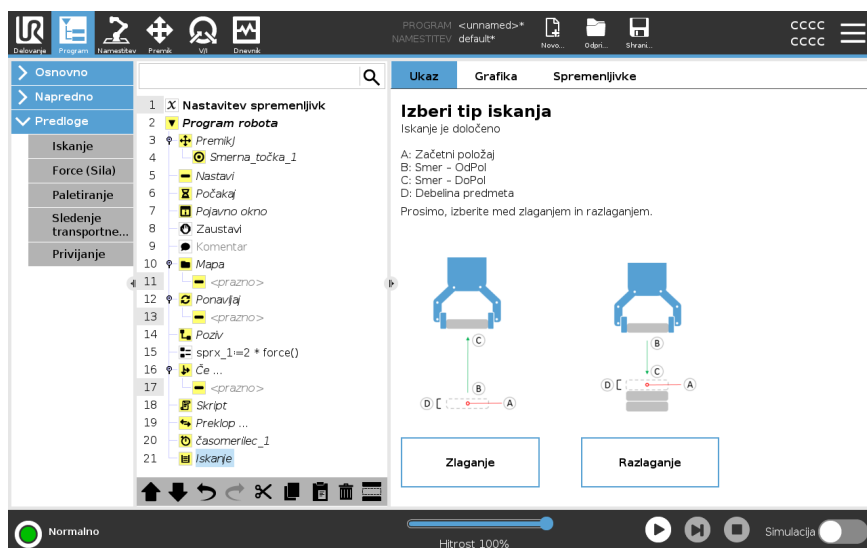 UR
Delovanje
Program
Namestitev
Premik
V/I
Dnevnik
PROGRAM <unnamed>*
NAMESTITEV default*
Novo...
Odpri...
Shrani...
CCCC
CCCC
Osnovno
Napredno
Predloge
Iskanje
Force (Sila)
Paletiranje
Sledenje
transportne...
Privijanje
1 X Nastavitev spremenljivk
2 Program robota
3 PremikJ
4 Smerna_točka_1
5 Nastavi
6 Počakaj
7 Pojavno okno
8 Zaustavi
9 Komentar
10 Mapa
11 <prazno>
12 Ponavljaj
13 <prazno>
14 Poziv
15 sprx_1≔2 * force()
16 Če ...
17 <prazno>
18 Skript
19 Preklop ...
20 časomerilec_1
21 Iskanje
Ukaz
Grafika
Spremenljivke
Izberi tip iskanja
Iskanje je določeno
A: Začetni položaj
B: Smer - OdPol
C: Smer - DoPol
D: Debelina predmeta
Prosimo, izberite med zlaganjem in razlaganjem.
C
B
D
A
B
C
D
A
Zlaganje
Razlaganje
Normalno
Hitrost 100%
Simulacija